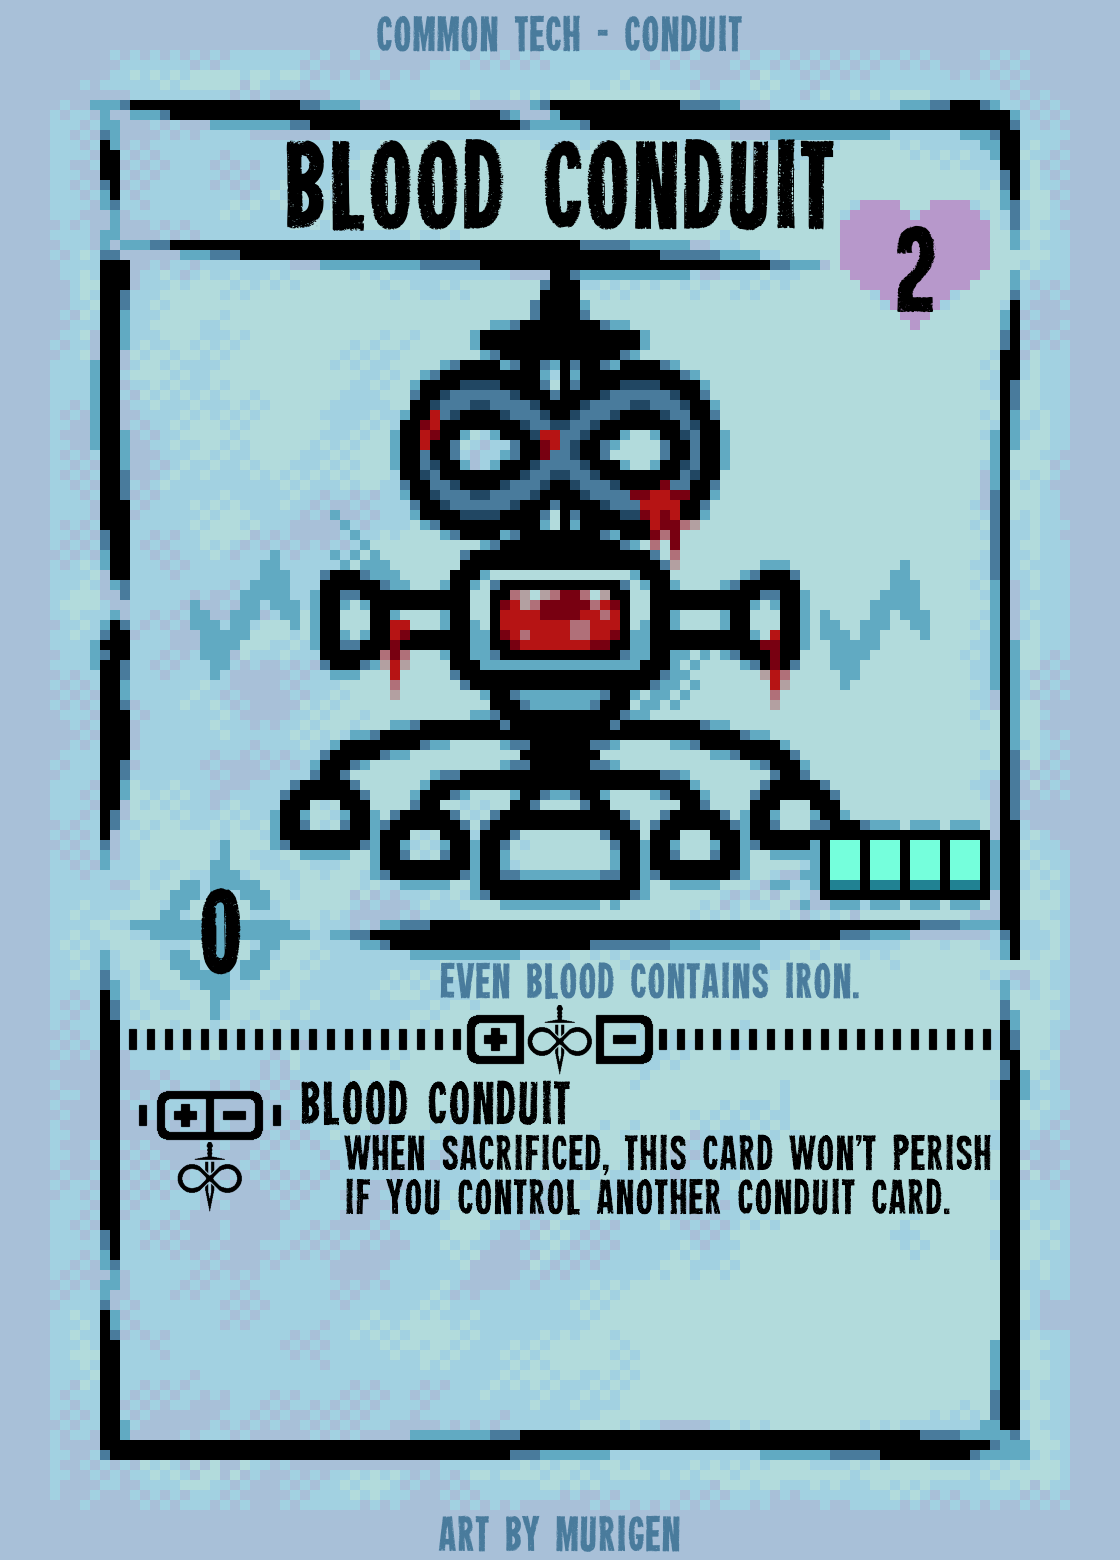 COMMON TECH - CONDUIT
BLOOD CONDUIT
2
0
EVEN BLOOD CONTAINS IRON.
+ -
+ - BLOOD CONDUIT
WHEN SACRIFICED, THIS CARD WON'T PERISH
IF YOU CONTROL ANOTHER CONDUIT CARD.
ART BY MURIGEN